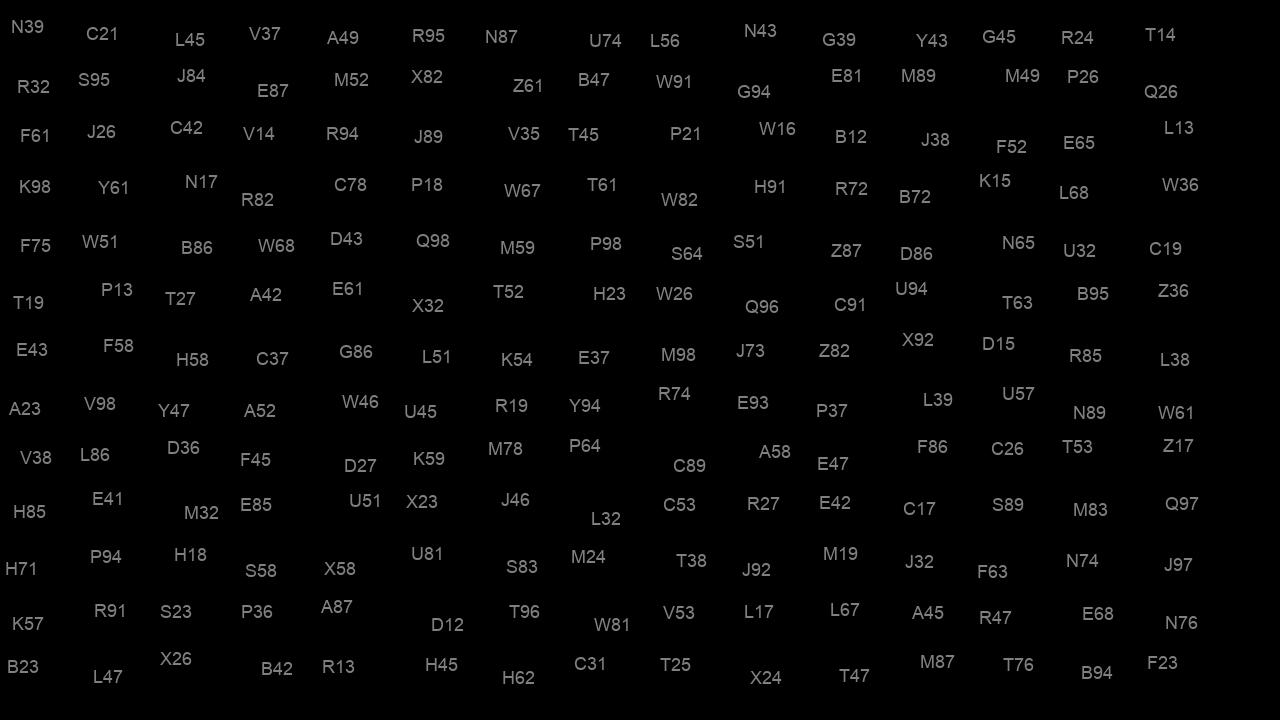 N39 C21 L45 V37 A49 R95 N87 U74 L56 N43 G39 Y43 G45 R24 T14
R32 S95 J84 E87 M52 X82 Z61 B47 W91 G94 E81 M89 M49 P26 Q26
F61 J26 C42 V14 R94 J89 V35 T45 P21 W16 B12 J38 F52 E65 L13
K98 Y61 N17 R82 C78 P18 W67 T61 W82 H91 R72 B72 K15 L68 W36
F75 W51 B86 W68 D43 Q98 M59 P98 S64 S51 Z87 D86 N65 U32 C19
T19 P13 T27 A42 E61 X32 T52 H23 W26 Q96 C91 U94 T63 B95 Z36
E43 F58 H58 C37 G86 L51 K54 E37 M98 J73 Z82 X92 D15 R85 L38
A23 V98 Y47 A52 W46 U45 R19 Y94 R74 E93 P37 L39 U57 N89 W61
V38 L86 D36 F45 D27 K59 M78 P64 C89 A58 E47 F86 C26 T53 Z17
H85 E41 M32 E85 U51 X23 J46 L32 C53 R27 E42 C17 S89 M83 Q97
H71 P94 H18 S58 X58 U81 S83 M24 T38 J92 M19 J32 F63 N74 J97
K57 R91 S23 P36 A87 D12 T96 W81 V53 L17 L67 A45 R47 E68 N76
B23 L47 X26 B42 R13 H45 H62 C31 T25 X24 T47 M87 T76 B94 F23